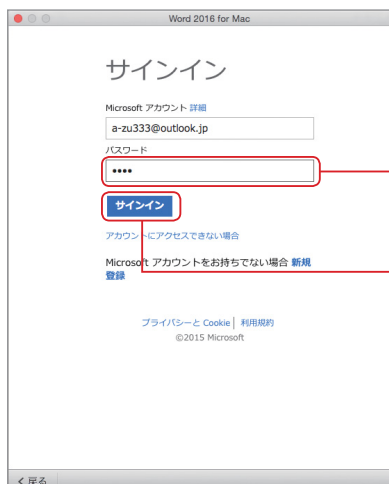 Word 2016 for Mac
サインイン
Microsoft アカウント 詳細
a-zu333@outlook.jp
パスワード
••••
サインイン
アカウントにアクセスできない場合
Microsoft アカウントをお持ちでない場合 新規
登録
プライバシーと Cookie | 利用規約
©2015 Microsoft
く戻る